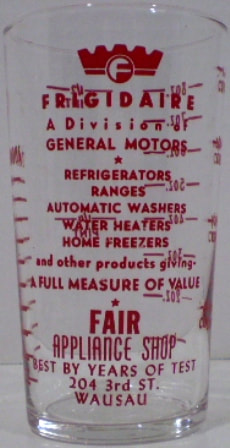 F
FRIGIDAIRE
A Division of
GENERAL MOTORS
★
REFRIGERATORS
RANGES
AUTOMATIC WASHERS
WATER HEATERS
HOME FREEZERS
and other products giving-
A FULL MEASURE OF VALUE
★
FAIR
APPLIANCE SHOP
BEST BY YEARS OF TEST
204 3rd ST.
WAUSAU